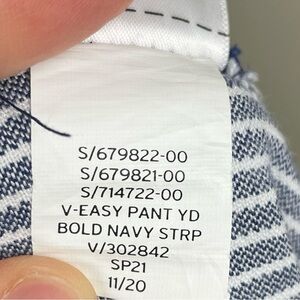 S/679822-00
S/679821-00
S/714722-00
V-EASY PANT YD
BOLD NAVY STRP
V/302842
SP21
11/20